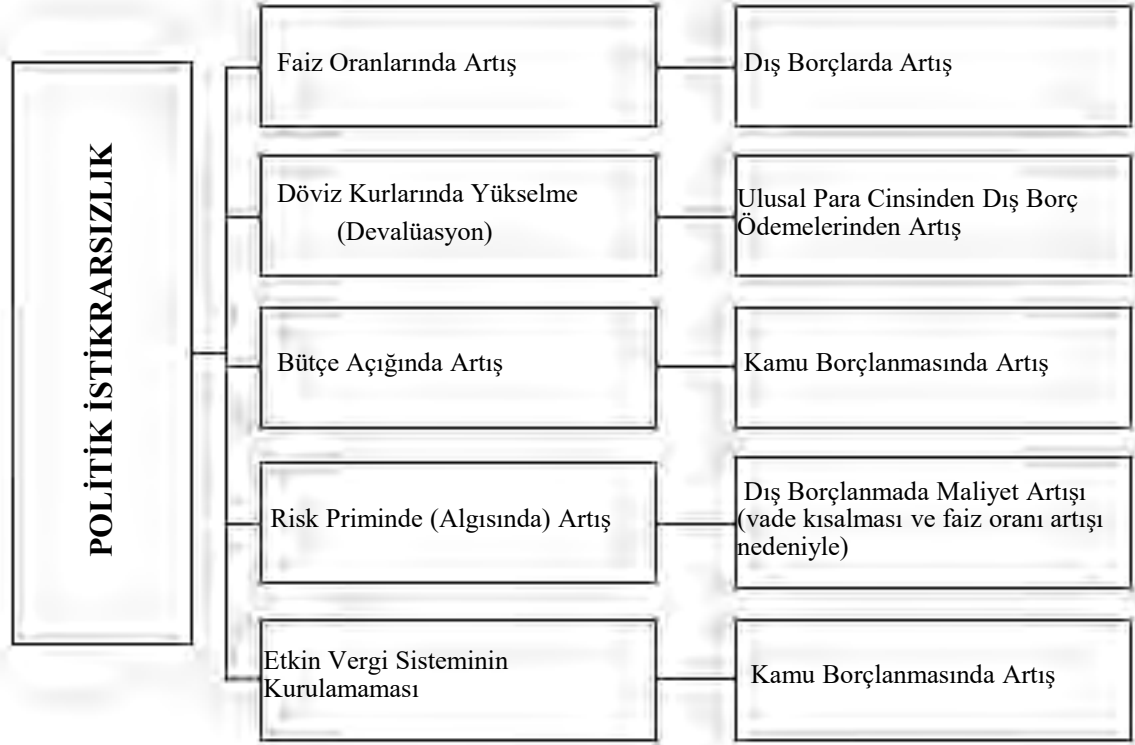 POLİTİK İSTİKRARSIZLIK
Faiz Oranlarında Artış
Dış Borçlarda Artış
Döviz Kurlarında Yükselme
(Devalüasyon)
Ulusal Para Cinsinden Dış Borç
Ödemelerinden Artış
Bütçe Açığında Artış
Kamu Borçlanmasında Artış
Risk Priminde (Algısında) Artış
Dış Borçlanmada Maliyet Artışı
(vade kısalması ve faiz oranı artışı
nedeniyle)
Etkin Vergi Sisteminin
Kurulamaması
Kamu Borçlanmasında Artış